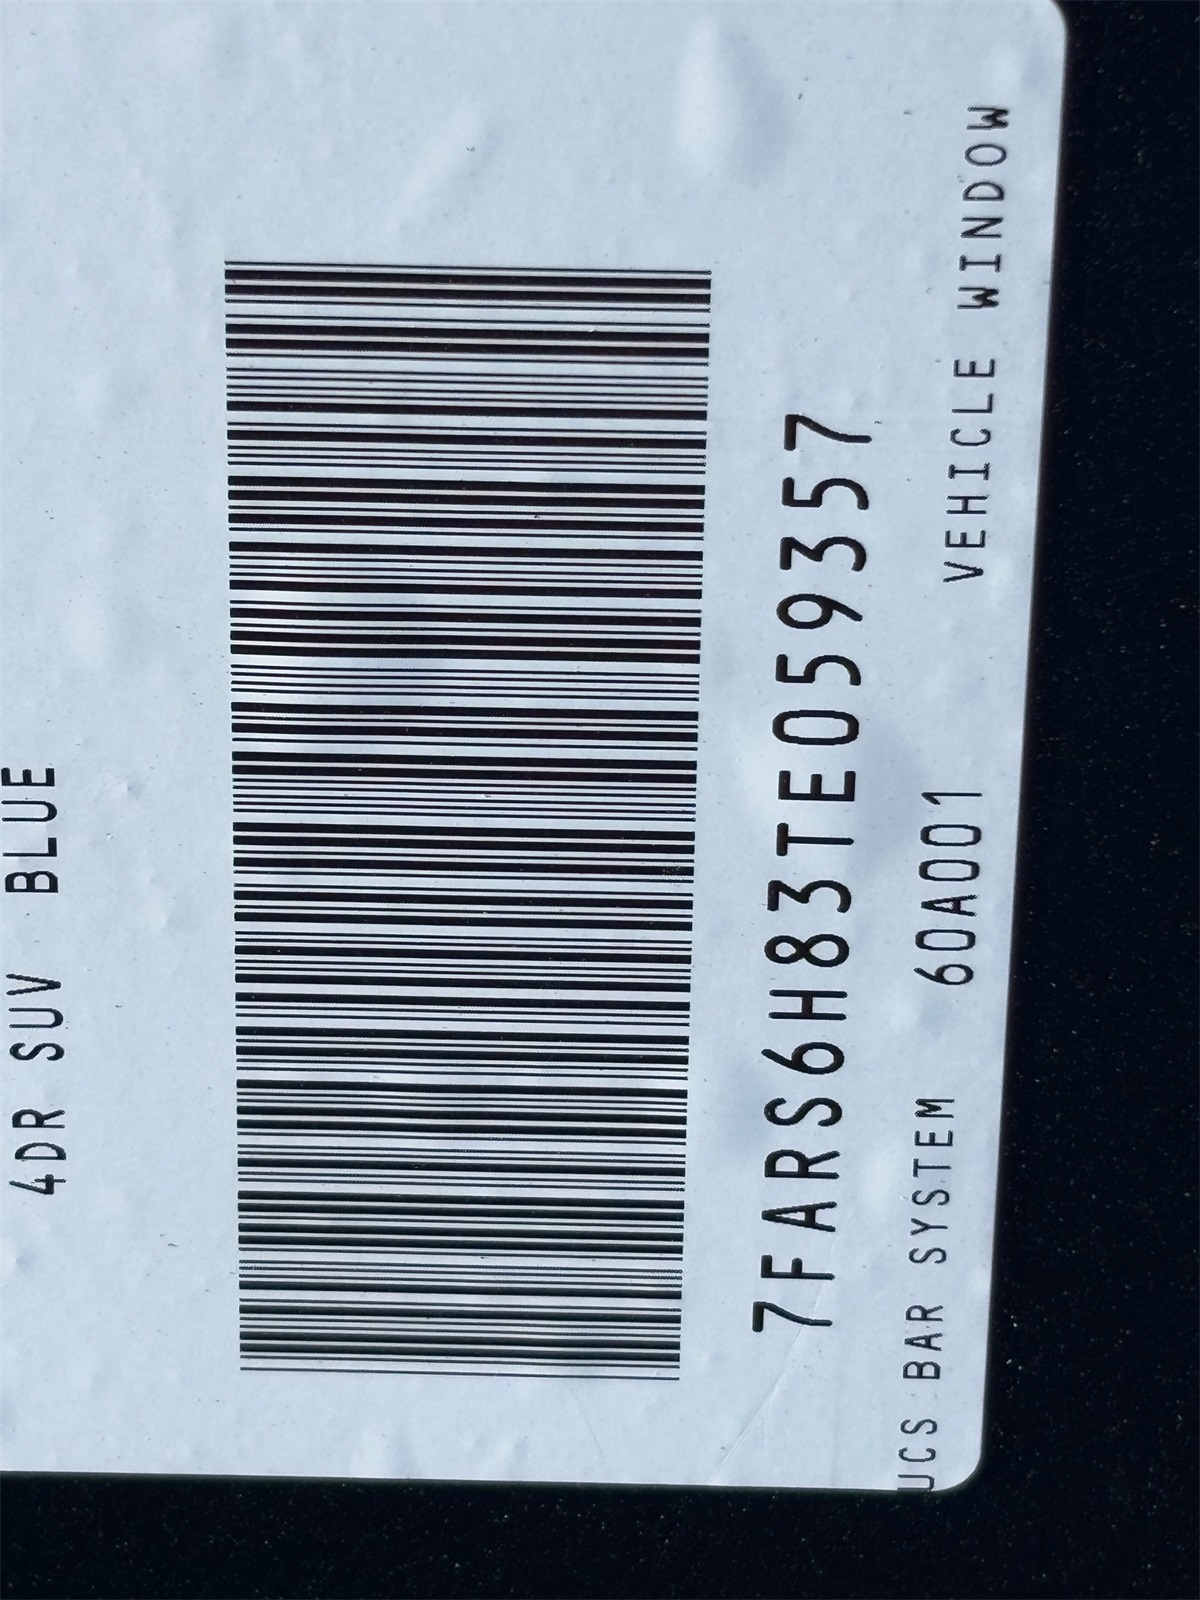 4DR SUV BLUE
7FARS6H83TE059357
UCS BAR SYSTEM 60A001 VEHICLE WINDOW